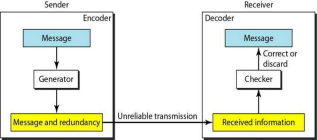 Sender
Receiver
Encoder
Decoder
Message
Message
Correct or
discard
Generator
Checker
Unreliable transmission
Message and redundancy
Received information